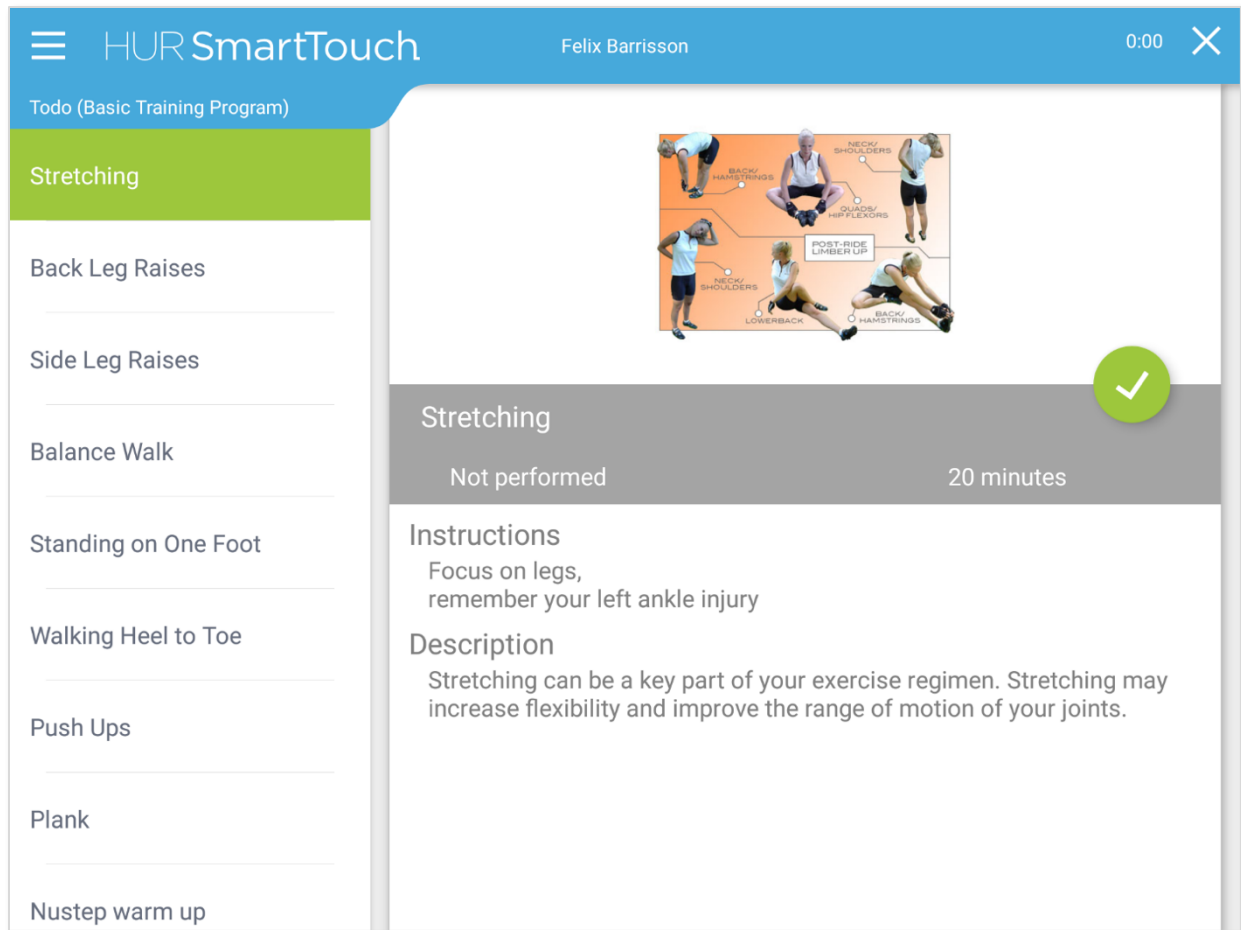 HUR SmartTouch
Felix Barrisson
0:00
Todo (Basic Training Program)
Stretching
Back Leg Raises
Side Leg Raises
Balance Walk
Standing on One Foot
Walking Heel to Toe
Push Ups
Plank
Nustep warm up
NECK/
SHOULDERS
BACK/
HAMSTRINGS
QUADS/
HIP FLEXORS
POST-RIDE
LIMBER UP
NECK/
SHOULDERS
LOWERBACK
BACK/
HAMSTRINGS
Stretching
Not performed
20 minutes
Instructions
Focus on legs,
remember your left ankle injury
Description
Stretching can be a key part of your exercise regimen. Stretching may
increase flexibility and improve the range of motion of your joints.